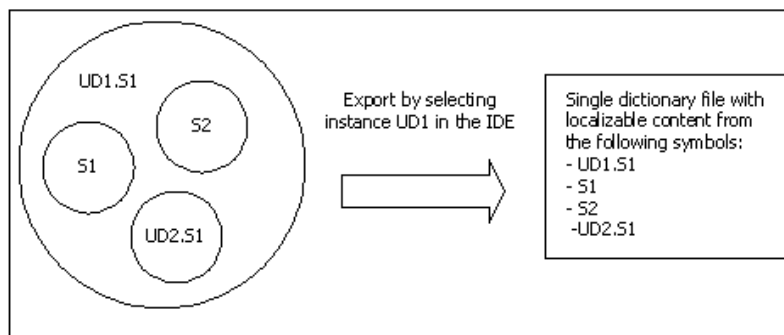 UD1.S1
S2
S1
UD2.S1
Export by selecting
instance UD1 in the IDE
Single dictionary file with
localizable content from
the following symbols:
- UD1.S1
- S1
- S2
-UD2.S1